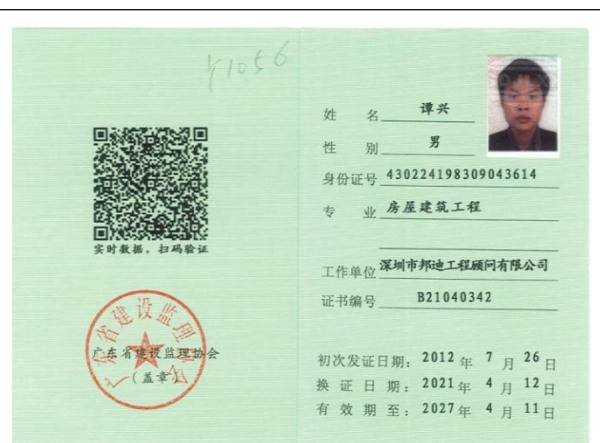 Y1056
实时数据，扫码验证
广东省建设监理协会
广东省建设监理协会
（盖章）
姓 名 谭兴
性 别 男
身份证号 430224198309043614
专 业 房屋建筑工程
工作单位 深圳市邦迪工程顾问有限公司
证书编号 B21040342
初次发证日期： 2012 年 7 月 26 日
换 证 日 期： 2021 年 4 月 12 日
有 效 期 至： 2027 年 4 月 11 日